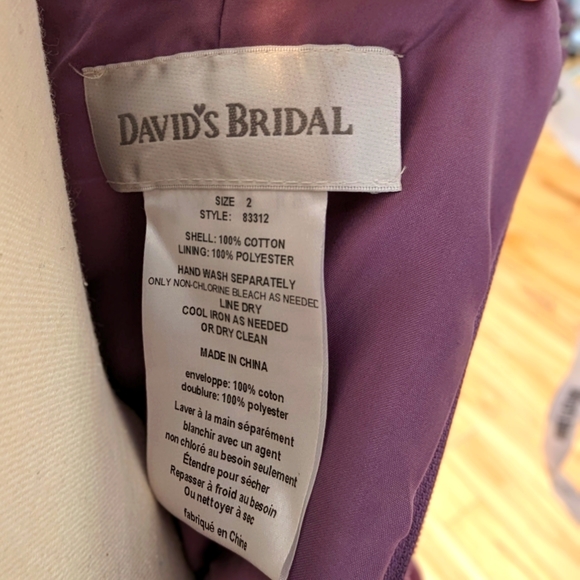 DAVID'S BRIDAL
SIZE 2
STYLE: 83312
SHELL: 100% COTTON
LINING: 100% POLYESTER
HAND WASH SEPARATELY
ONLY NON-CHLORINE BLEACH AS NEEDED
LINE DRY
COOL IRON AS NEEDED
OR DRY CLEAN
MADE IN CHINA
enveloppe: 100% coton
doublure: 100% polyester
Laver à la main séparément
blanchir avec un agent
non chloré au besoin seulement
Étendre pour sécher
Repasser à froid au besoin
Ou nettoyer à sec
fabriqué en Chine